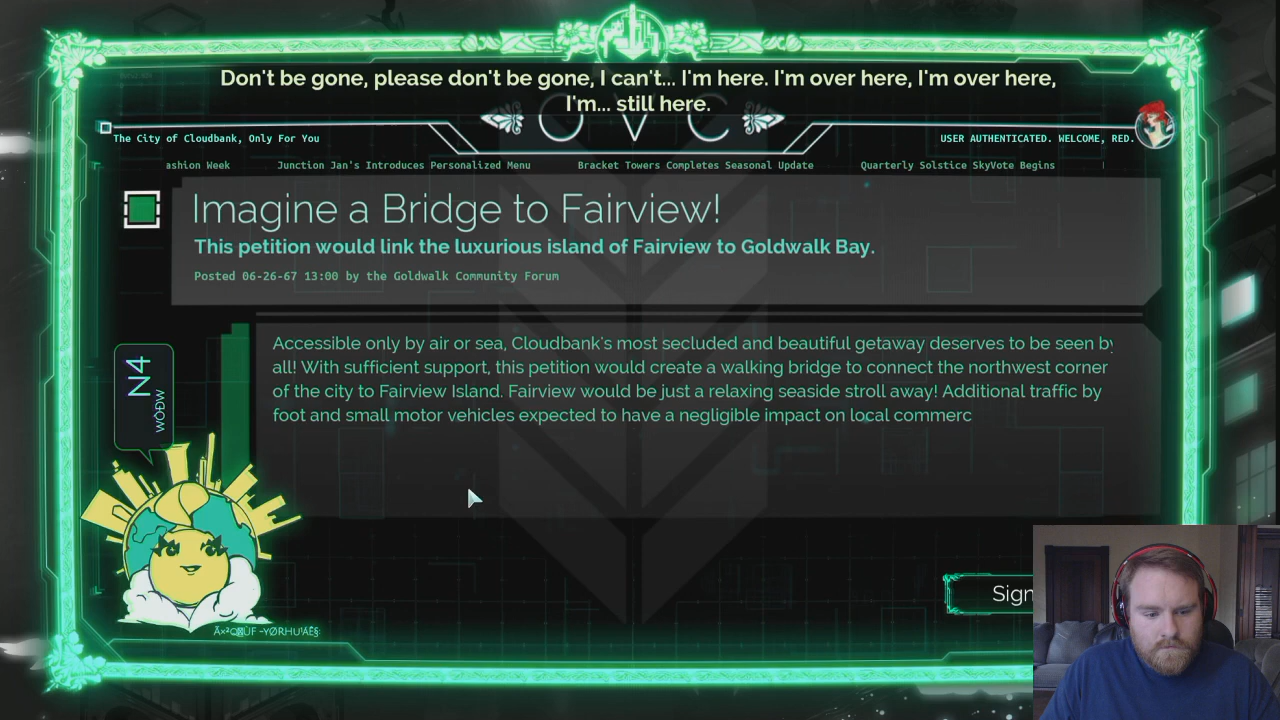 Don't be gone, please don't be gone, I can't... I'm here. I'm over here, I'm over here,
I'm... still here.
OVC
The City of Cloudbank, Only For You
USER AUTHENTICATED. WELCOME, RED.
ashion Week Junction Jan's Introduces Personalized Menu Bracket Towers Completes Seasonal Update Quarterly Solstice SkyVote Begins
Imagine a Bridge to Fairview!
This petition would link the luxurious island of Fairview to Goldwalk Bay.
Posted 06-26-67 13:00 by the Goldwalk Community Forum
Accessible only by air or sea, Cloudbank's most secluded and beautiful getaway deserves to be seen by
all! With sufficient support, this petition would create a walking bridge to connect the northwest corner
of the city to Fairview Island. Fairview would be just a relaxing seaside stroll away! Additional traffic by
foot and small motor vehicles expected to have a negligible impact on local commerc
N4
Sign